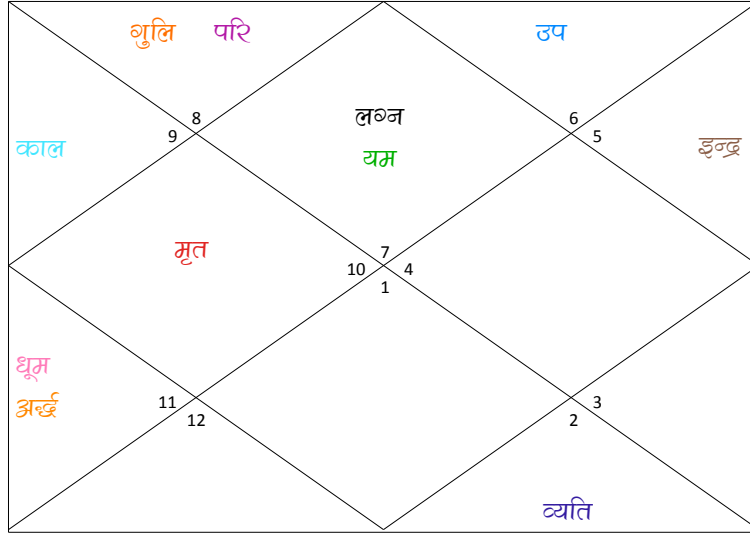 गुलि परि उप
लग्न
8 6
9 5
काल यम इन्द्र
मृत
7
10 4
1
धूम
अर्द्ध
11 3
12 2
व्यति